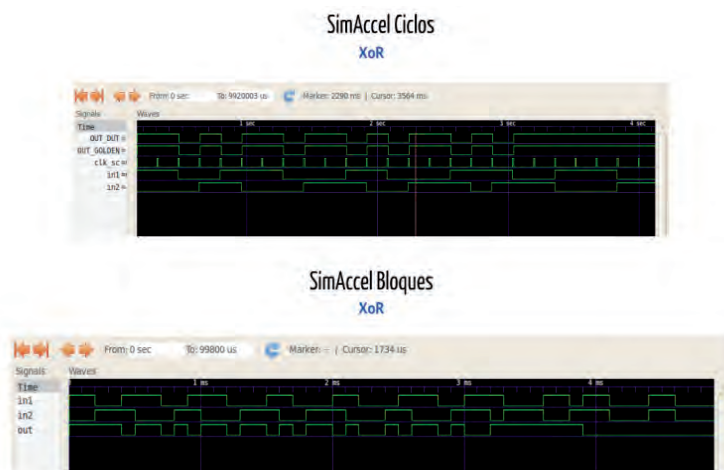 SimAccel Ciclos
XoR
From: 0 sec To: 9920003 us Marker: 2290 ms | Cursor: 3564 ms
Signals Waves
Time 1 sec 2 sec 3 sec 4 sec
OUT_DUT
OUT_GOLDEN
clk_sc
in1
in2
SimAccel Bloques
XoR
From: 0 sec To: 99800 us Marker: -- | Cursor: 1734 us
Signals Waves
Time 1 ms 2 ms 3 ms 4 ms
in1
in2
out